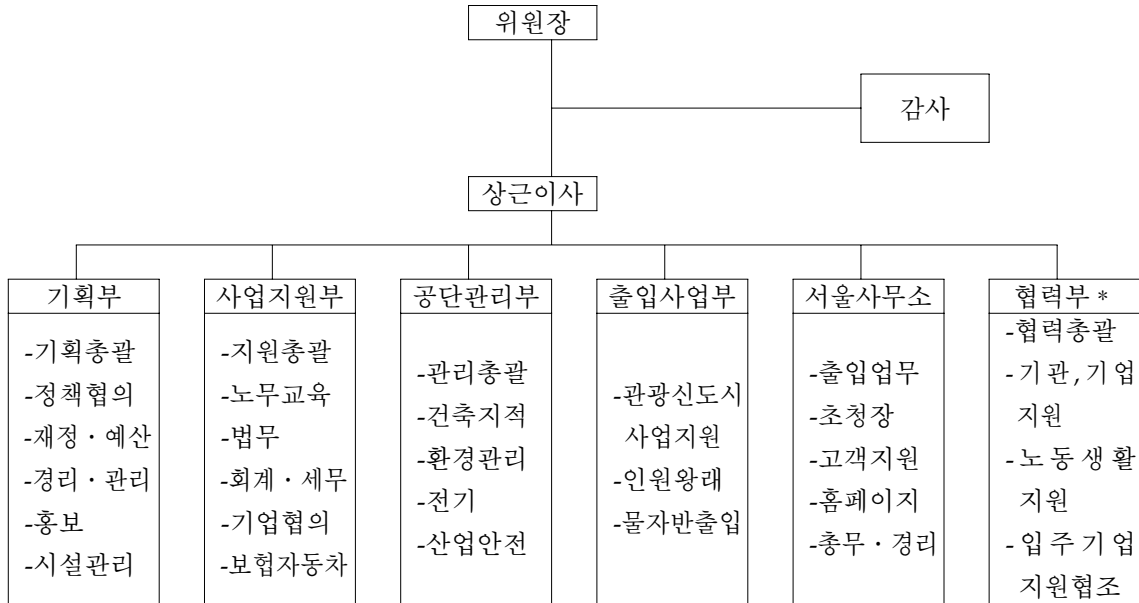 위원장
감사
상근이사
기획부
-기획총괄
-정책협의
-재정・예산
-경리・관리
-홍보
-시설관리
사업지원부
-지원총괄
-노무교육
-법무
-회계・세무
-기업협의
-보험자동차
공단관리부
-관리총괄
-건축지적
-환경관리
-전기
-산업안전
출입사업부
-관광신도시
사업지원
-인원왕래
-물자반출입
서울사무소
-출입업무
-초청장
-고객지원
-홈페이지
-총무・경리
협력부 *
-협력총괄
-기관,기업
지원
-노동생활
지원
-입주기업
지원협조